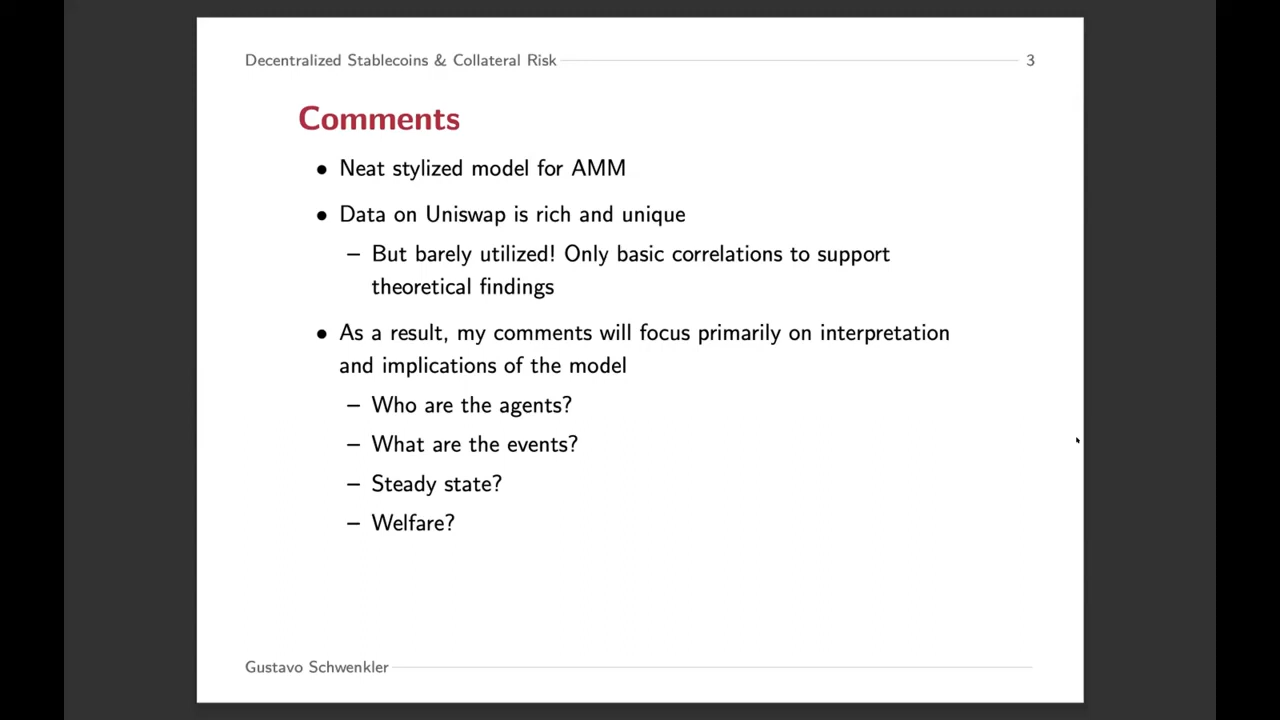 Decentralized Stablecoins & Collateral Risk 3
Comments
• Neat stylized model for AMM
• Data on Uniswap is rich and unique
– But barely utilized! Only basic correlations to support
theoretical findings
• As a result, my comments will focus primarily on interpretation
and implications of the model
– Who are the agents?
– What are the events?
– Steady state?
– Welfare?
Gustavo Schwenkler